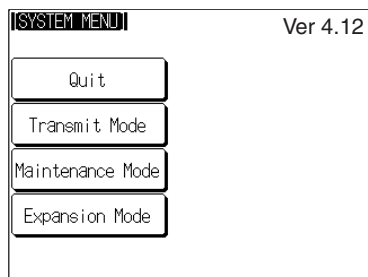 [SYSTEM MENU]
Ver 4.12
Quit
Transmit Mode
Maintenance Mode
Expansion Mode